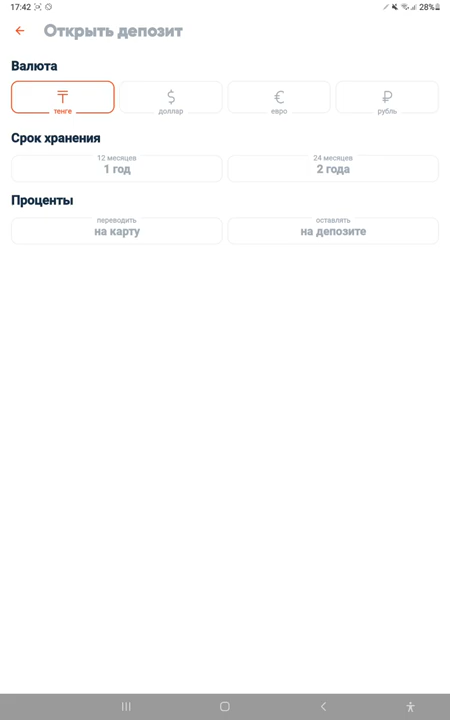 17:42 28%
Открыть депозит
Валюта
₸ $ € ₽
тенге доллар евро рубль
Срок хранения
12 месяцев 24 месяцев
1 год 2 года
Проценты
переводить оставлять
на карту на депозите